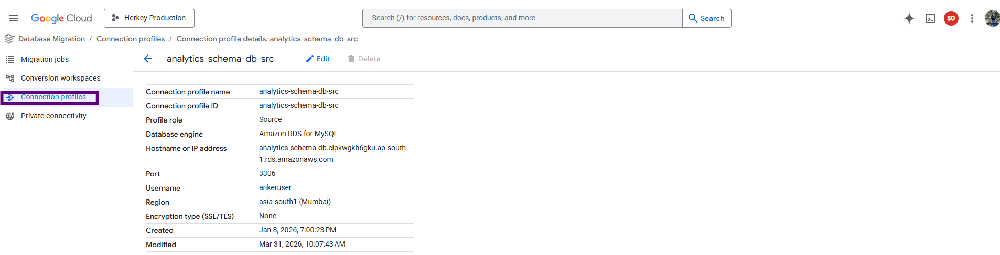 Google Cloud
Herkey Production
Search (/) for resources, docs, products, and more
Search
50
Database Migration / Connection profiles / Connection profile details: analytics-schema-db-src
Migration jobs
Conversion workspaces
Connection profiles
Private connectivity
analytics-schema-db-src
Edit
Delete
Connection profile name analytics-schema-db-src
Connection profile ID analytics-schema-db-src
Profile role Source
Database engine Amazon RDS for MySQL
Hostname or IP address analytics-schema-db.clpkwgkh6gku.ap-south-
1.rds.amazonaws.com
Port 3306
Username ankeruser
Region asia-south1 (Mumbai)
Encryption type (SSL/TLS) None
Created Jan 8, 2026, 7:00:23 PM
Modified Mar 31, 2026, 10:07:43 AM